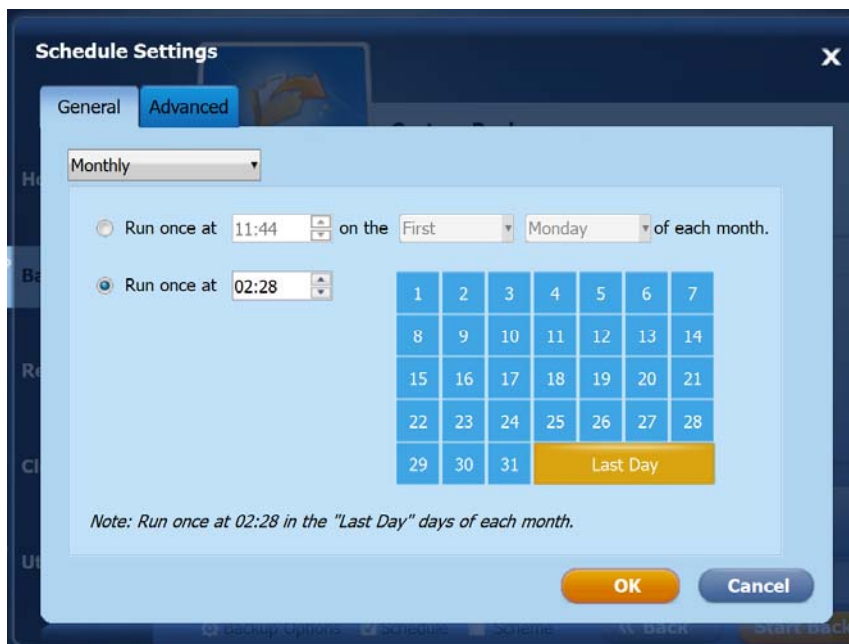 Schedule Settings
X
General Advanced
Monthly
Run once at 11:44 on the First Monday of each month.
Run once at 02:28
1 2 3 4 5 6 7
8 9 10 11 12 13 14
15 16 17 18 19 20 21
22 23 24 25 26 27 28
29 30 31 Last Day
Note: Run once at 02:28 in the "Last Day" days of each month.
OK Cancel
Backup Options Schedule Scheme Back Start Back